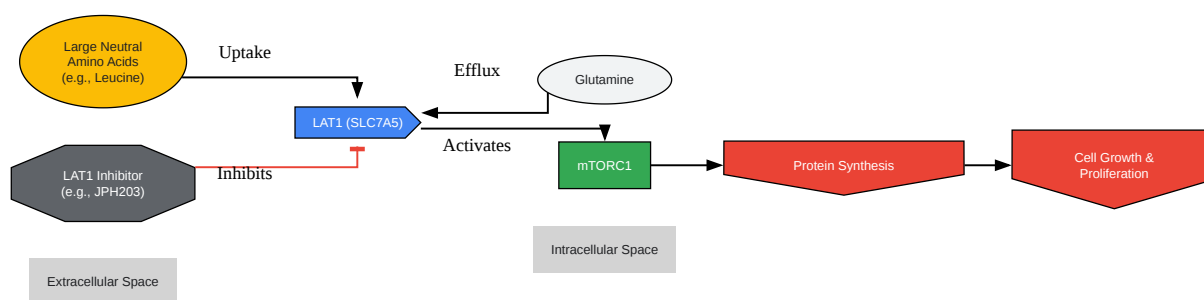 Large Neutral
Amino Acids
(e.g., Leucine)
Uptake
Efflux
Glutamine
LAT1 (SLC7A5)
Activates
LAT1 Inhibitor
(e.g., JPH203)
Inhibits
mTORC1
Protein Synthesis
Cell Growth &
Proliferation
Intracellular Space
Extracellular Space